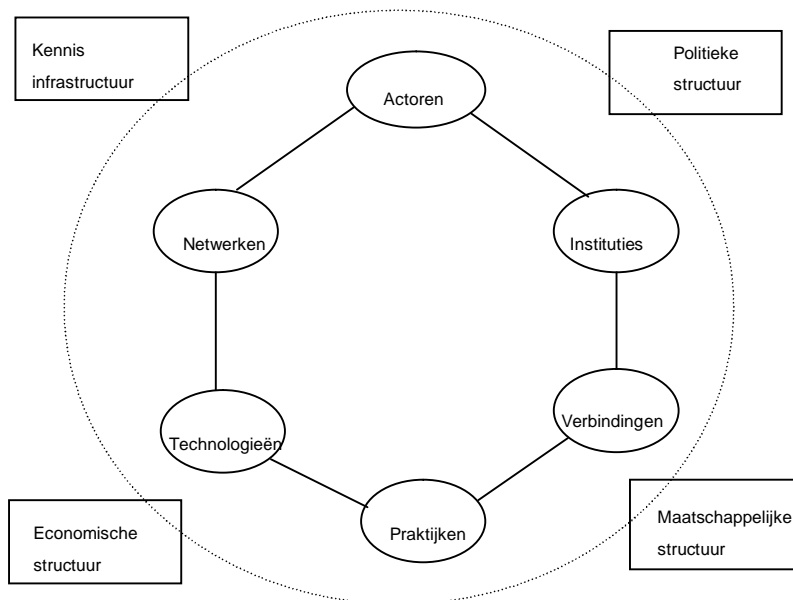 Kennis
infrastructuur
Politieke
structuur
Actoren
Netwerken
Instituties
Technologieën
Verbindingen
Praktijken
Economische
structuur
Maatschappelijke
structuur